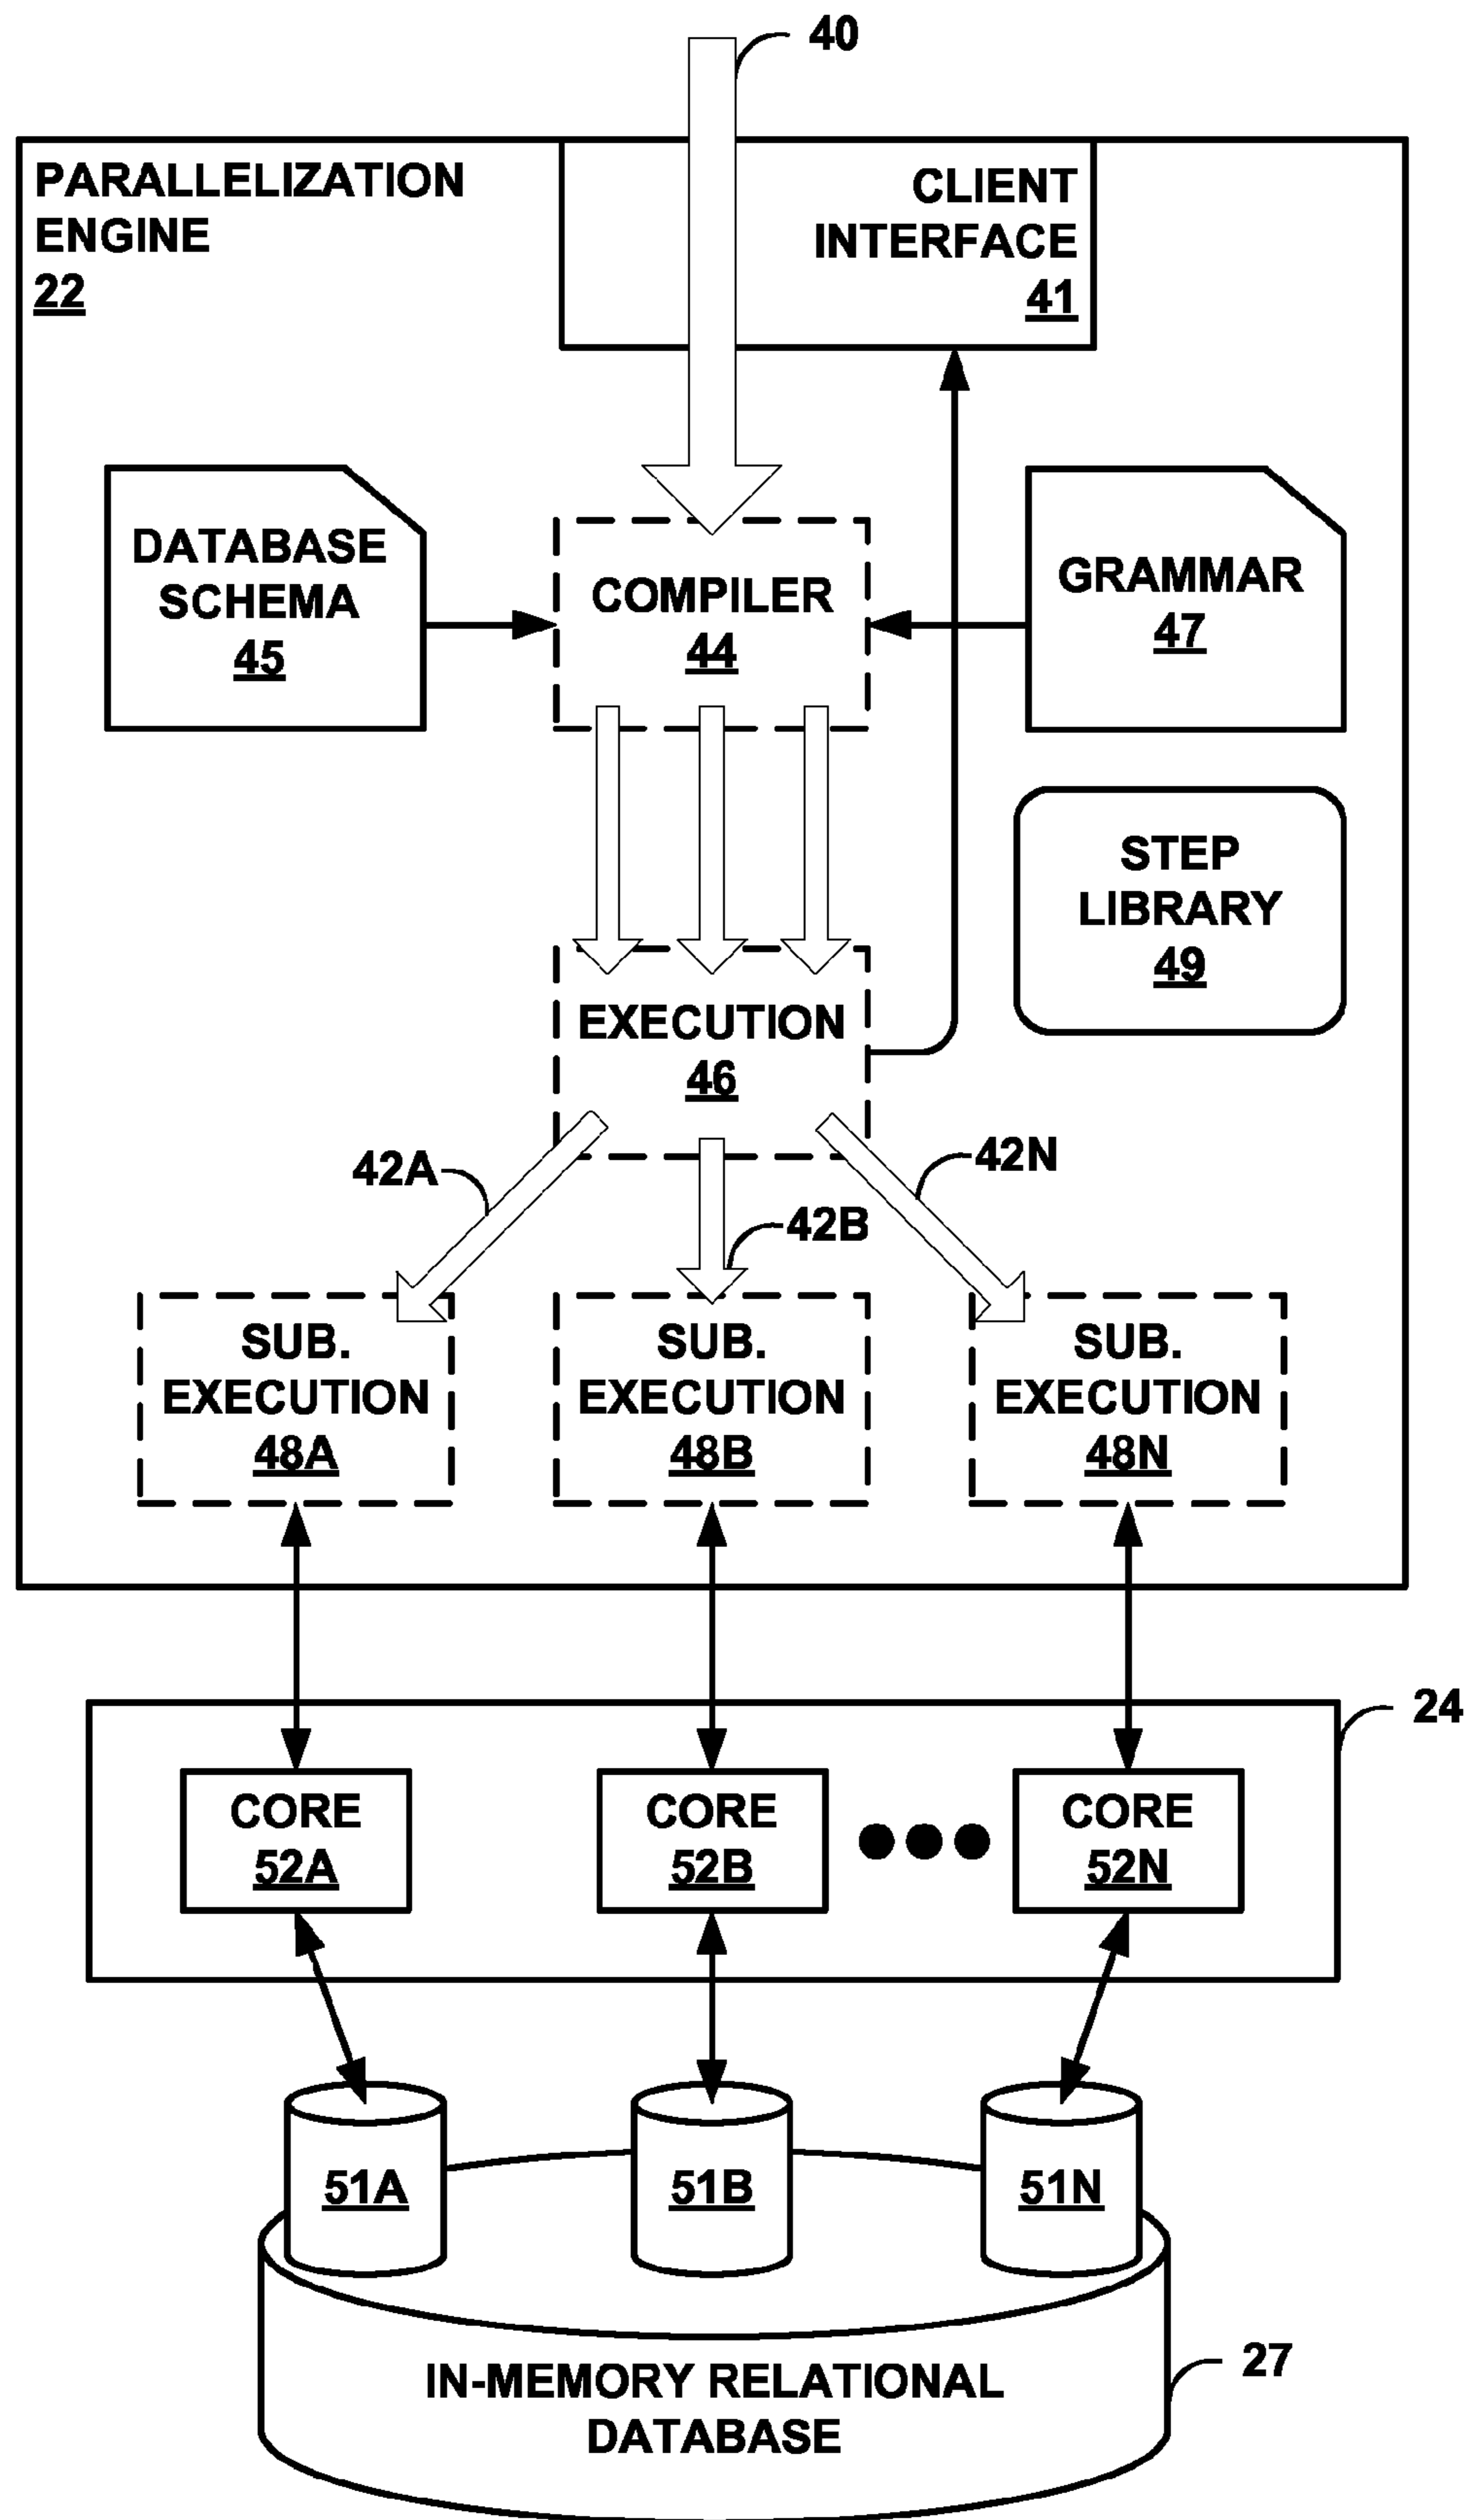 40
PARALLELIZATION
ENGINE
22
CLIENT
INTERFACE
41
DATABASE
SCHEMA
45
COMPILER
44
GRAMMAR
47
STEP
LIBRARY
49
EXECUTION
46
42A
42B
42N
SUB.
EXECUTION
48A
SUB.
EXECUTION
48B
SUB.
EXECUTION
48N
24
CORE
52A
CORE
52B
CORE
52N
51A
51B
51N
27
IN-MEMORY RELATIONAL
DATABASE